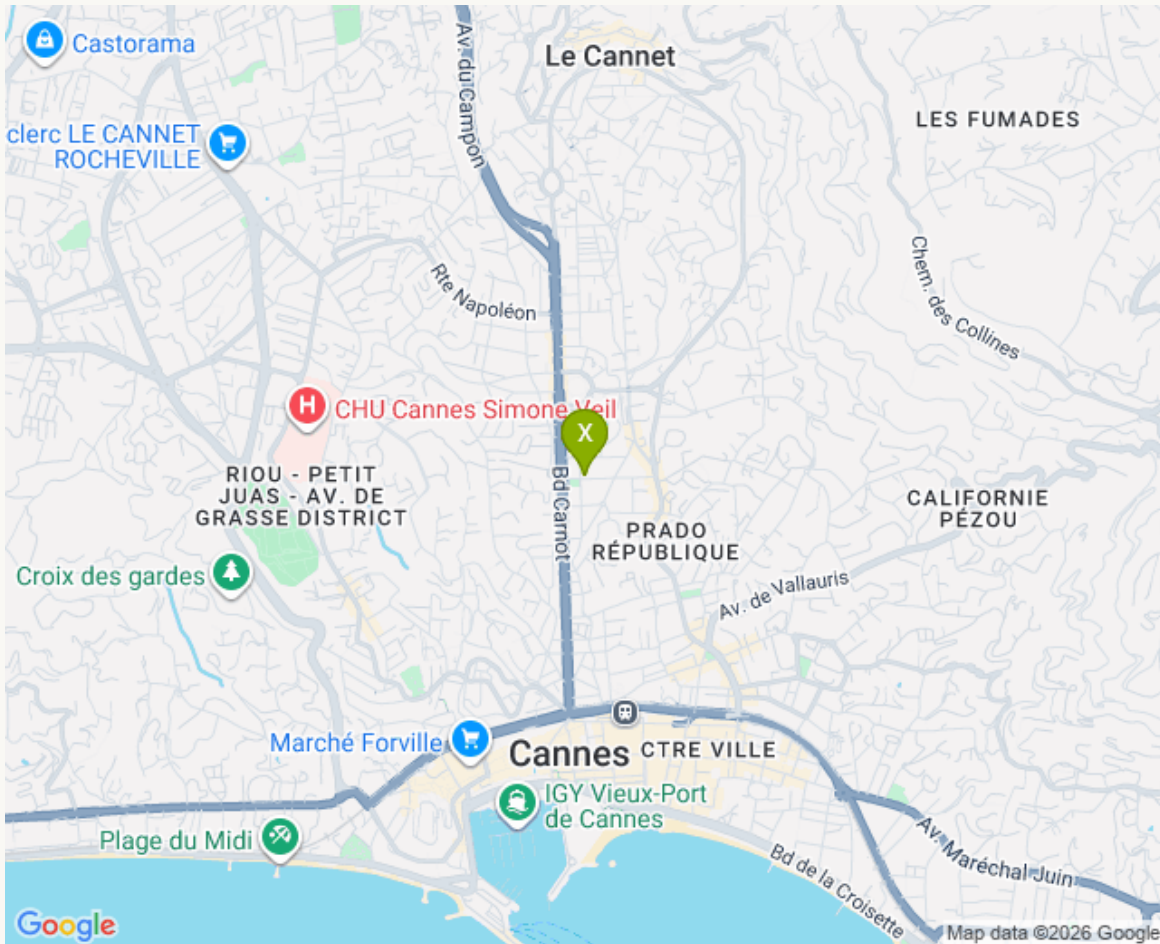 Castorama
Le Cannet
Av. du Campon
LES FUMADES
clerc LE CANNET
ROCHEVILLE
Chem. des Collines
Rte Napoléon
H
CHU Cannes Simone Veil
X
RIOU - PETIT
JUAS - AV. DE
GRASSE DISTRICT
Bd Carnot
CALIFORNIE
PÉZOU
PRADO
RÉPUBLIQUE
Croix des gardes
Av. de Vallauris
Marché Forville
Cannes
CTRE VILLE
IGY Vieux-Port
de Cannes
Plage du Midi
Av. Maréchal Juin
Bd de la Croisette
Google
Map data ©2026 Google